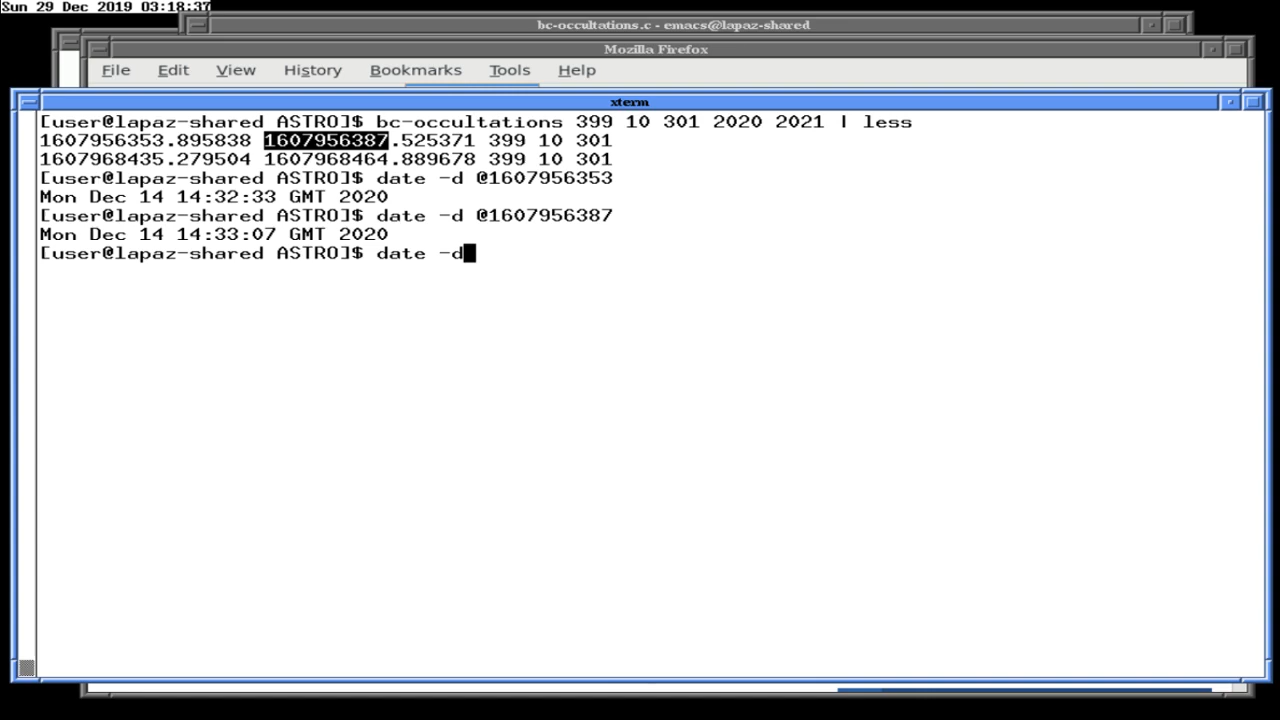 Sun 29 Dec 2019 03:18:37
bc-occultations.c - emacs@lapaz-shared
Mozilla Firefox
File Edit View History Bookmarks Tools Help
xterm
[user@lapaz-shared ASTRO]$ bc-occultations 399 10 301 2020 2021 | less
1607956353.895838 1607956387.525371 399 10 301
1607968435.279504 1607968464.889678 399 10 301
[user@lapaz-shared ASTRO]$ date -d @1607956353
Mon Dec 14 14:32:33 GMT 2020
[user@lapaz-shared ASTRO]$ date -d @1607956387
Mon Dec 14 14:33:07 GMT 2020
[user@lapaz-shared ASTRO]$ date -d